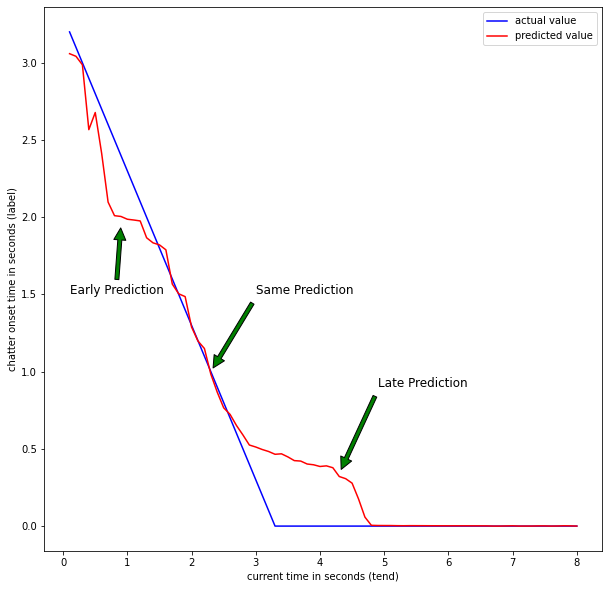 actual value
predicted value
3.0
2.5
2.0
1.5
1.0
0.5
0.0
chatter onset time in seconds (label)
Early Prediction
Same Prediction
Late Prediction
0 1 2 3 4 5 6 7 8
current time in seconds (tend)